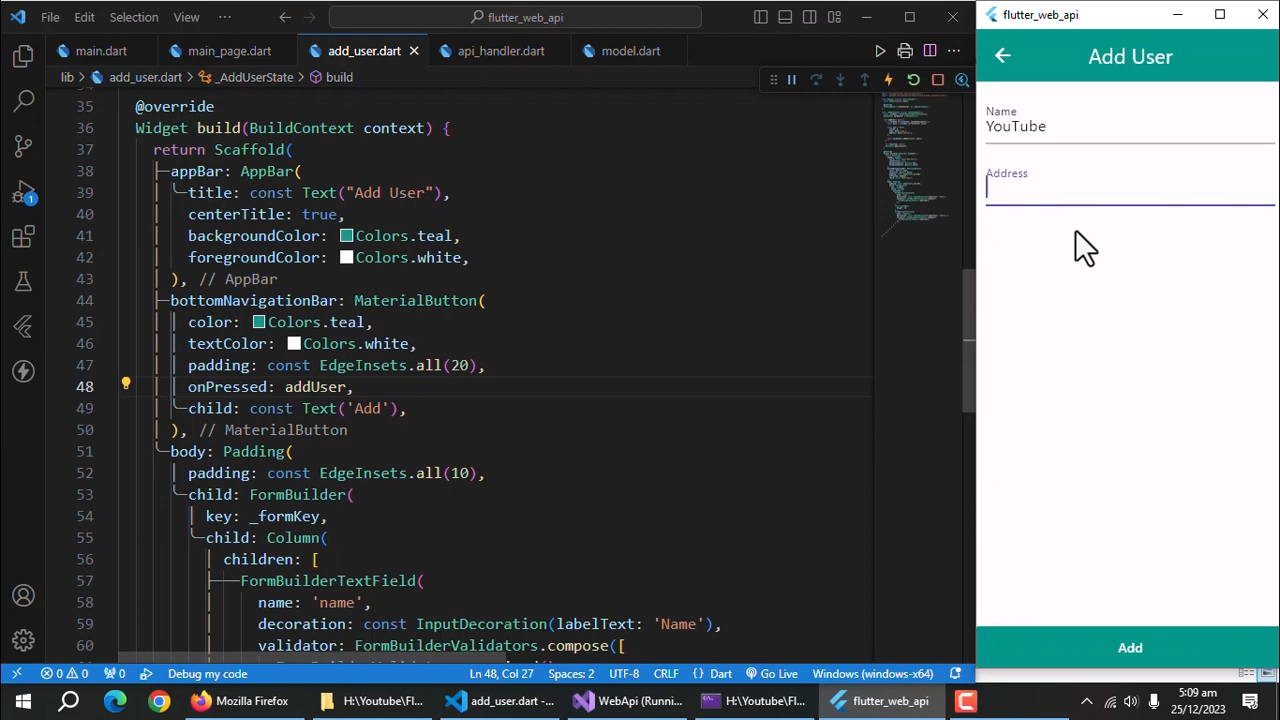 File Edit Selection View ... flutter_web_api
main.dart main_page.dart add_user.dart api_handler.dart model.dart
lib > add_user.dart > _AddUserState > build
35 @override
36 Widget build(BuildContext context) {
37 return Scaffold(
38 appBar: AppBar(
39 title: const Text("Add User"),
40 centerTitle: true,
41 backgroundColor: Colors.teal,
42 foregroundColor: Colors.white,
43 ), // AppBar
44 bottomNavigationBar: MaterialButton(
45 color: Colors.teal,
46 textColor: Colors.white,
47 padding: const EdgeInsets.all(20),
48 onPressed: addUser,
49 child: const Text('Add'),
50 ), // MaterialButton
51 body: Padding(
52 padding: const EdgeInsets.all(10),
53 child: FormBuilder(
54 key: _formKey,
55 child: Column(
56 children: [
57 FormBuilderTextField(
58 name: 'name',
59 decoration: const InputDecoration(labelText: 'Name'),
60 validator: FormBuilderValidators.compose([
1
0 0 0 Debug my code Ln 48, Col 27 Spaces: 2 UTF-8 CRLF {} Dart Go Live Windows (windows-x64)
flutter_web_api
Add User
Name
YouTube
Address
Add
Mozilla Firefox H:\Youtube\Fl... add_user.dart -... WebApi (Runni... H:\Youtube\Fl... flutter_web_api
5:09 am
25/12/2023